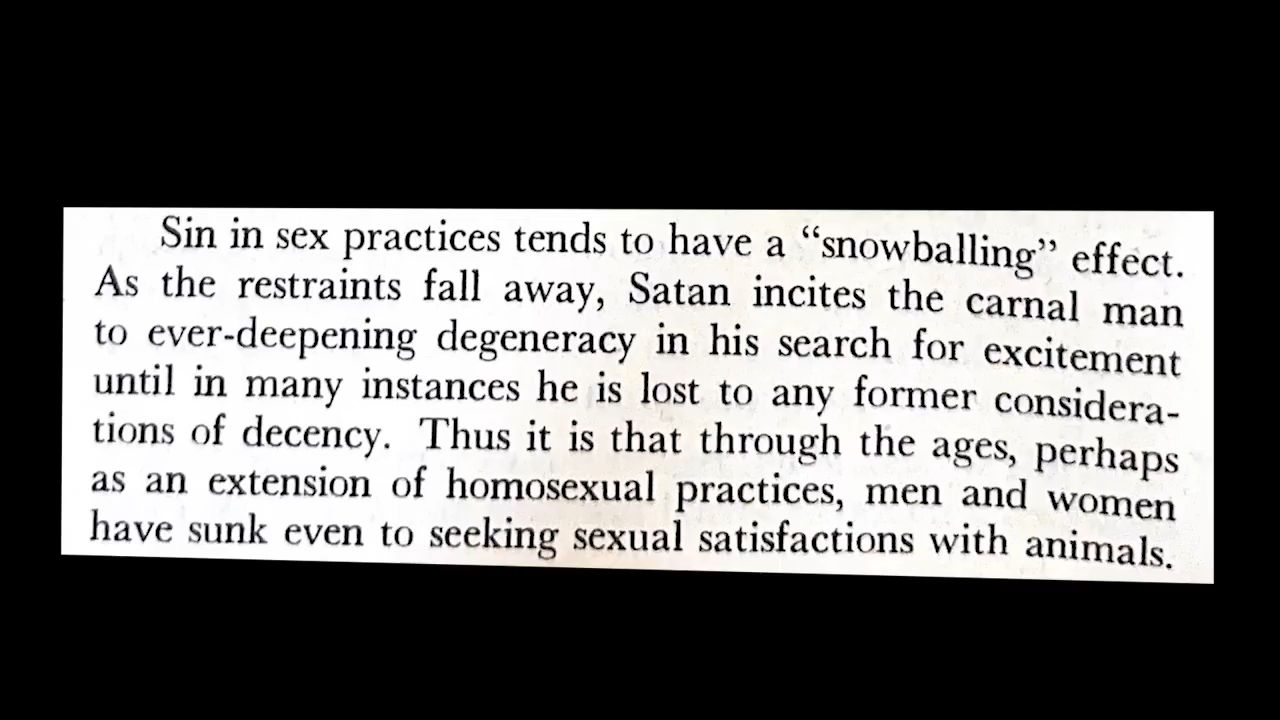 Sin in sex practices tends to have a “snowballing” effect.
As the restraints fall away, Satan incites the carnal man
to ever-deepening degeneracy in his search for excitement
until in many instances he is lost to any former considera-
tions of decency. Thus it is that through the ages, perhaps
as an extension of homosexual practices, men and women
have sunk even to seeking sexual satisfactions with animals.